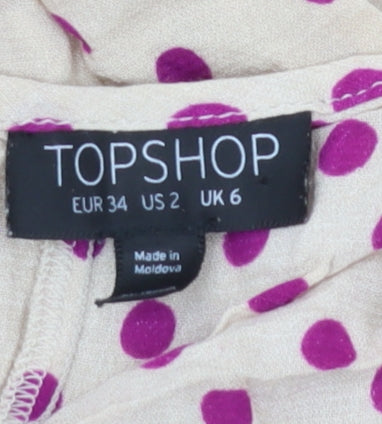 TOPSHOP
EUR 34 US 2 UK 6
Made in
Moldova